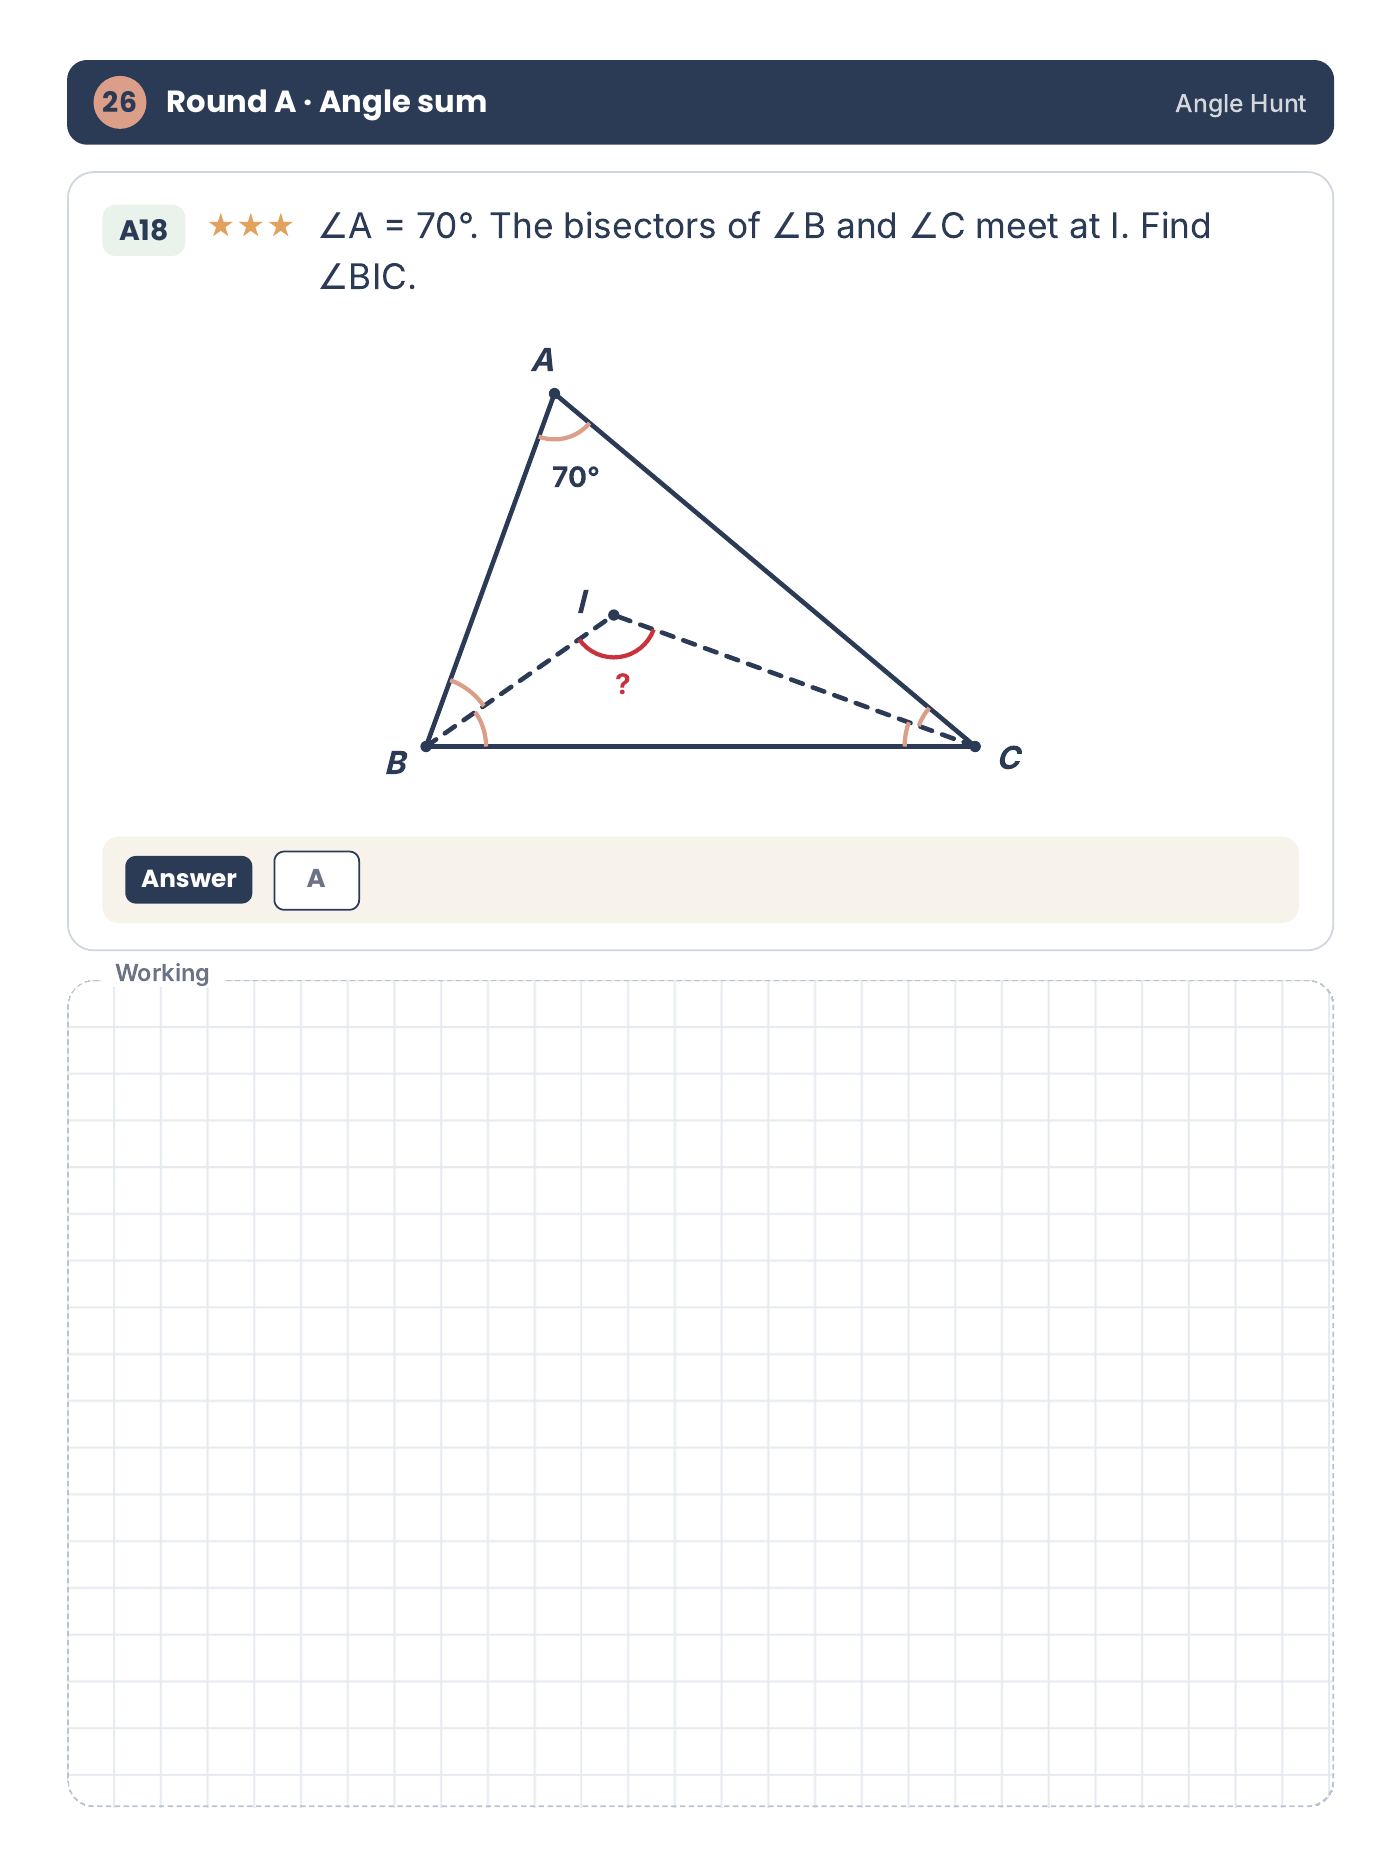 26 Round A · Angle sum Angle Hunt
A18 ★★★ ∠A = 70°. The bisectors of ∠B and ∠C meet at I. Find
∠BIC.
A
70°
I
?
B
C
Answer A
Working